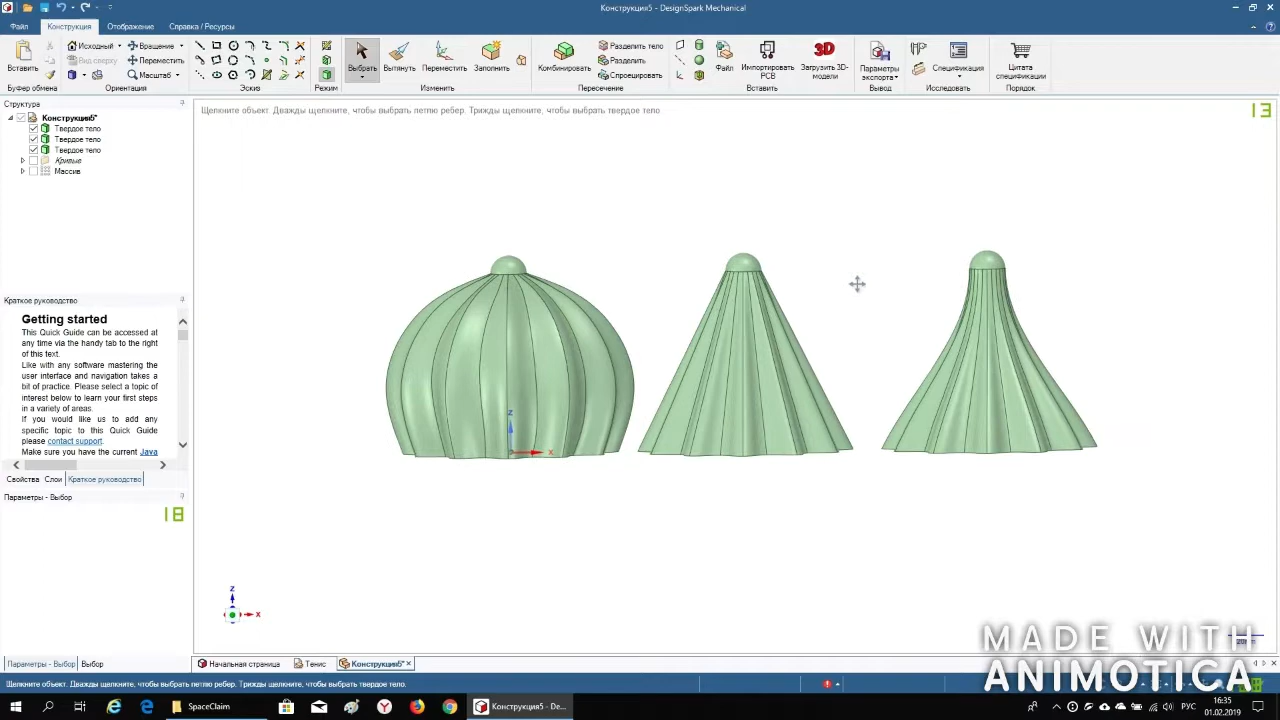 Конструкция5* - DesignSpark Mechanical
Файл Конструкция Отображение Справка / Ресурсы
Исходный Вращение
Вид сверху Переместить
Масштаб
Вставить
Выбрать Вытянуть Переместить Заполнить
Комбинировать
Разделить тело
Разделить
Спроецировать
Файл Импортировать PCB
Загрузить 3D-модели
Параметры экспорта
Спецификация
Цитата спецификации
Буфер обмена Ориентация Эскиз Режим Изменить Пересечение Вставить Вывод Исследовать Порядок
Структура
Щелкните объект. Дважды щелкните, чтобы выбрать петлю ребер. Трижды щелкните, чтобы выбрать твердое тело
13
Конструкция5*
Твердое тело
Твердое тело
Твердое тело
Кривые
Массив
Краткое руководство
Getting started
This Quick Guide can be accessed at
any time via the handy tab to the right
of this text.
Like with any software mastering the
user interface and navigation takes a
bit of practice. Please select a topic of
interest below to learn your first steps
in a variety of areas.
If you would like us to add any
specific topic to this Quick Guide
please contact support.
Make sure you have the current Java
Свойства Слои Краткое руководство
Параметры - Выбор
18
Z
X
Z
X
MADE WITH
ANIMOTICA
Параметры - Выбор Выбор
Начальная страница Тенис Конструкция5*
Щелкните объект. Дважды щелкните, чтобы выбрать петлю ребер. Трижды щелкните, чтобы выбрать твердое тело.
SpaceClaim
Конструкция5 - De...
РУС
16:35
01.02.2019